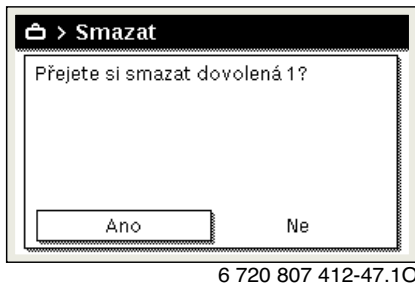 > Smazat
Přejete si smazat dovolená 1?
Ano
Ne
6 720 807 412-47.1O